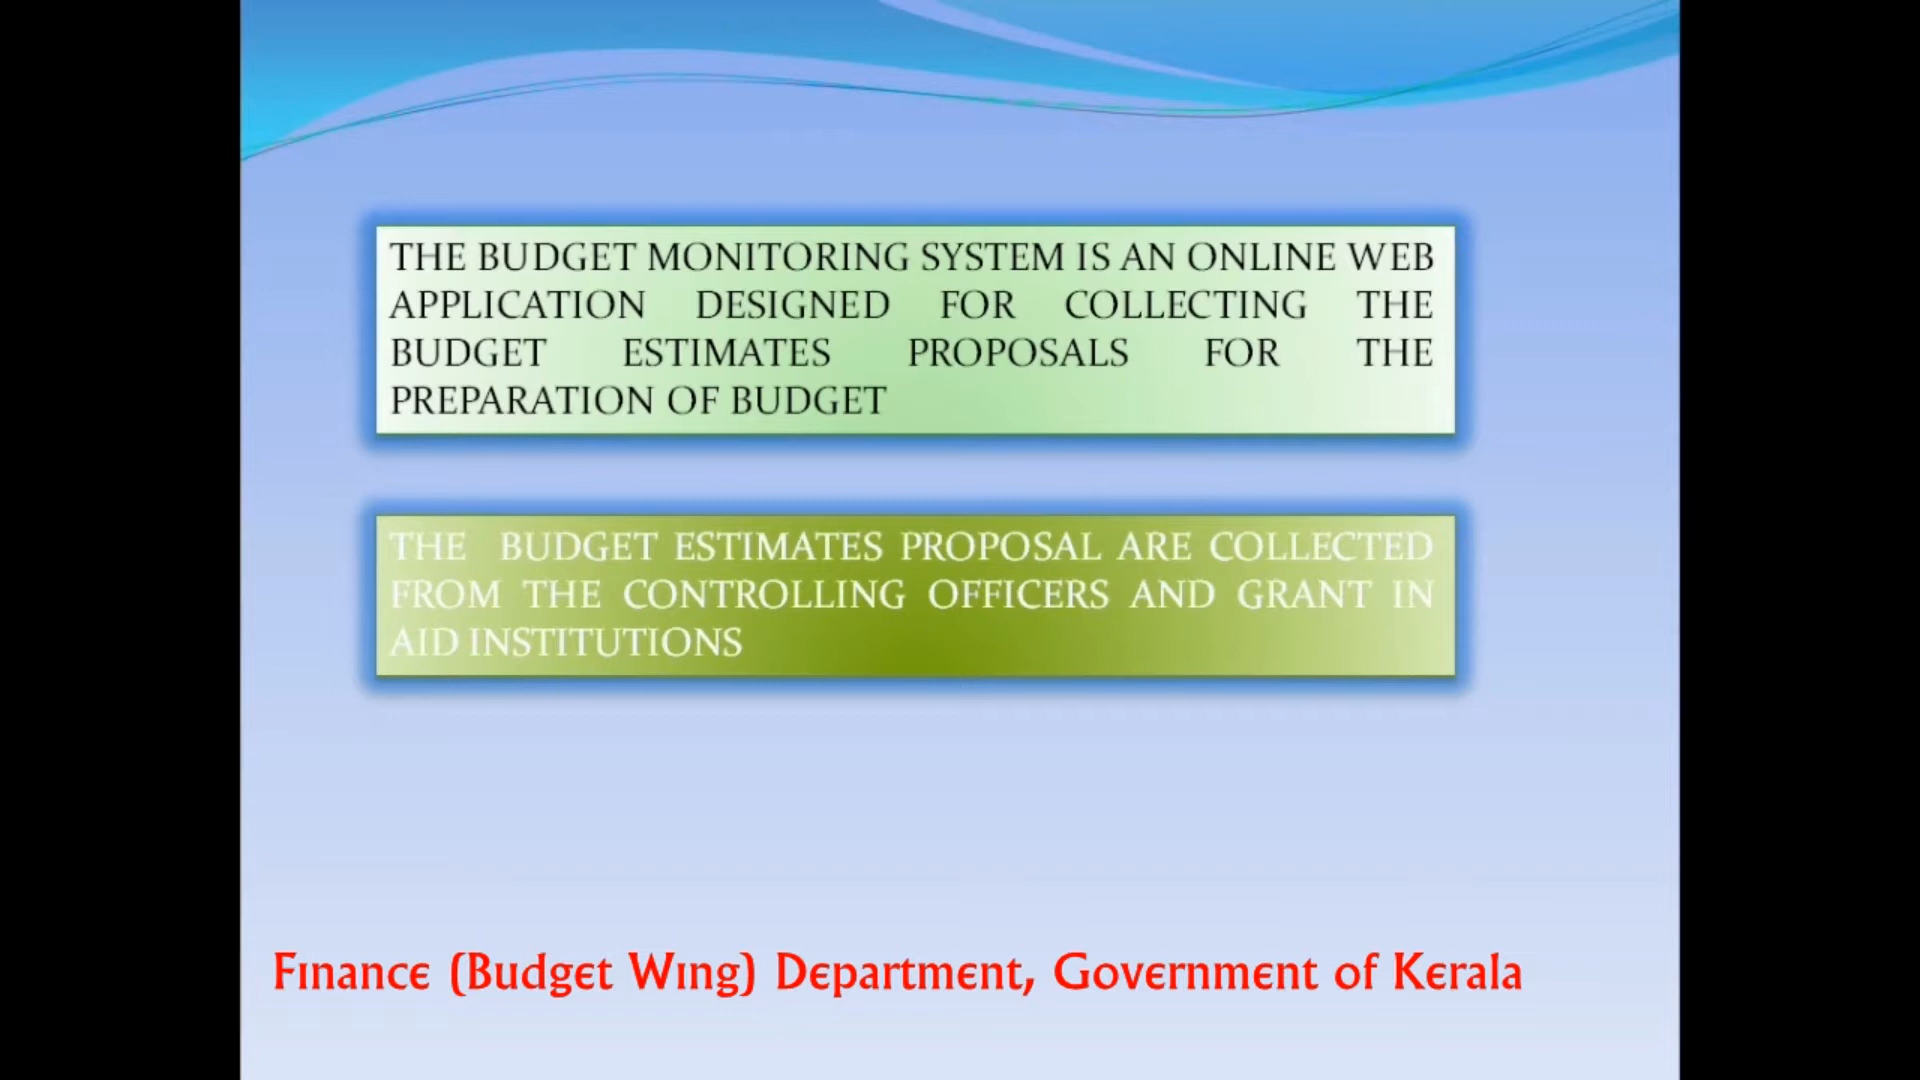 THE BUDGET MONITORING SYSTEM IS AN ONLINE WEB
APPLICATION DESIGNED FOR COLLECTING THE
BUDGET ESTIMATES PROPOSALS FOR THE
PREPARATION OF BUDGET
THE BUDGET ESTIMATES PROPOSAL ARE COLLECTED
FROM THE CONTROLLING OFFICERS AND GRANT IN
AID INSTITUTIONS
Finance (Budget Wing) Department, Government of Kerala